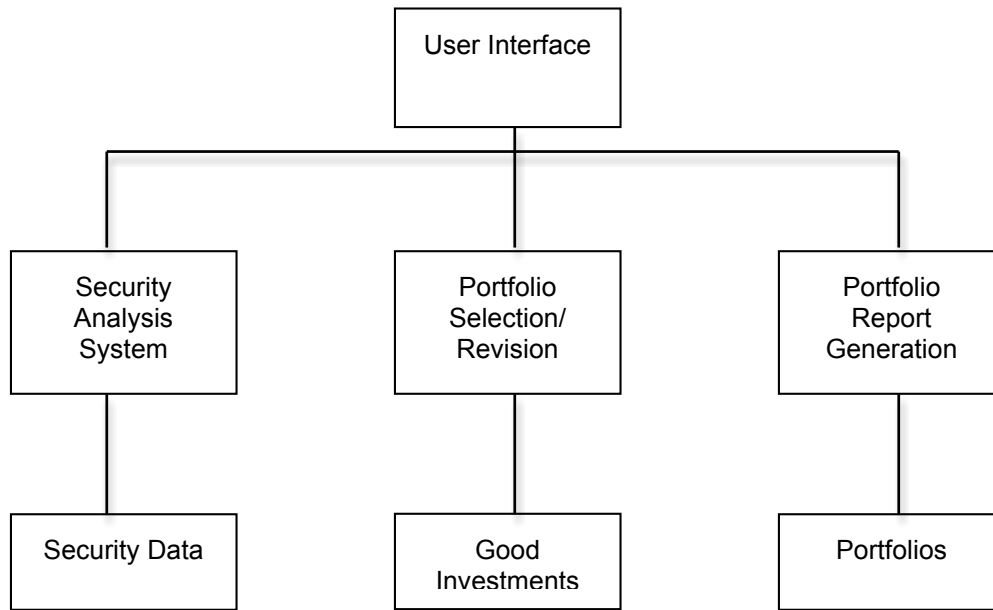 User Interface
Security
Analysis
System
Portfolio
Selection/
Revision
Portfolio
Report
Generation
Security Data
Good
Investments
Portfolios